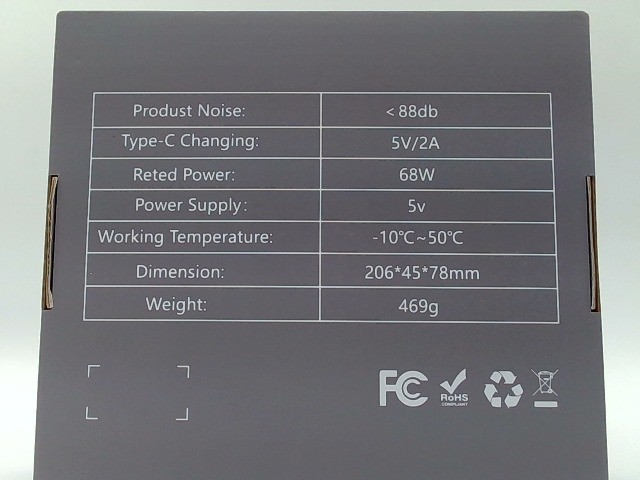 Produst Noise: < 88db
Type-C Changing: 5V/2A
Reted Power: 68W
Power Supply: 5v
Working Temperature: -10℃~50℃
Dimension: 206*45*78mm
Weight: 469g
FC RoHS
COMPLIANT